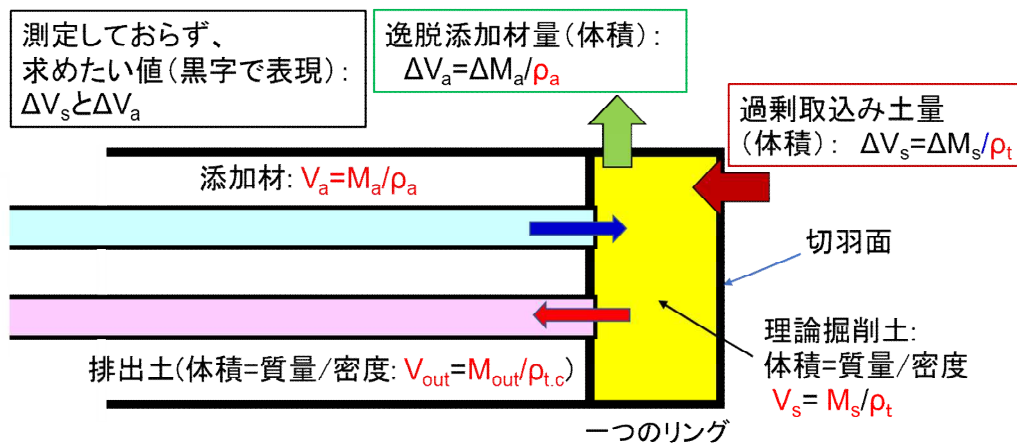 測定しておらず、
求めたい値(黒字で表現):
ΔVsとΔVa
逸脱添加材量(体積):
ΔVa=ΔMa/ρa
過剰取込み土量
(体積): ΔVs=ΔMs/ρt
添加材: Va=Ma/ρa
切羽面
理論掘削土:
体積=質量/密度
Vs= Ms/ρt
排出土(体積=質量/密度: Vout=Mout/ρt.c)
一つのリング